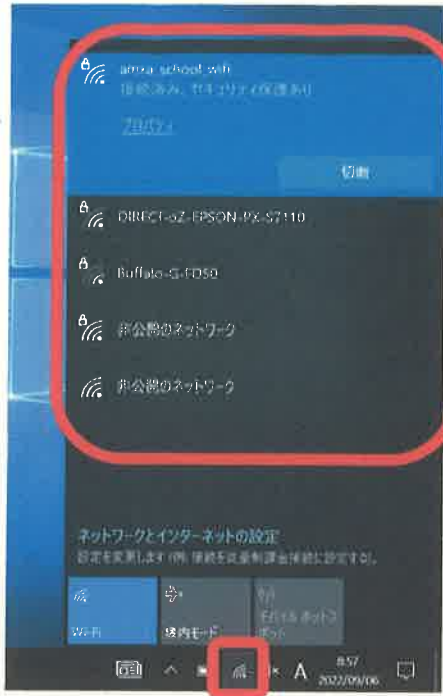 school wifi
接続済み、セキュリティ保護あり
プロパティ
切断
DIRECT-oZ-EPSON-PX-S7110
Buffalo-G-FD50
非公開のネットワーク
非公開のネットワーク
ネットワークとインターネットの設定
設定を変更します (例: 接続を従量制課金接続に設定する)。
Wi-Fi
機内モード
モバイル ホットスポット
A
8:57
2022/09/06